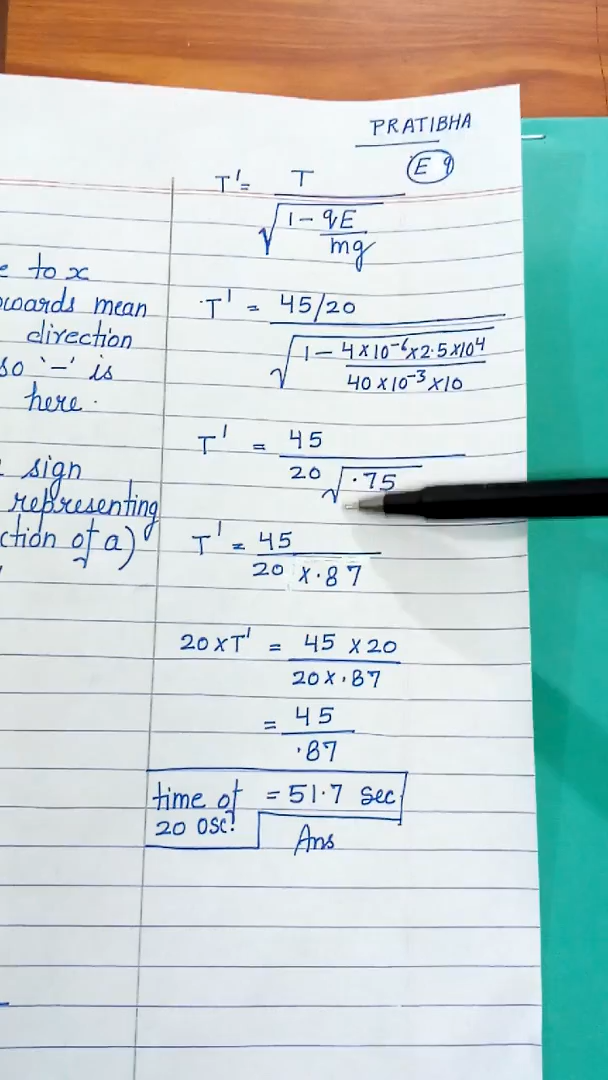 PRATIBHA
E 9
T' = T / √(1 - qE/mg)
e to x
owards mean
direction
so '-' is
here.
T' = 45/20 / √(1 - 4×10⁻⁶×2.5×10⁴ / 40×10⁻³×10)
sign
representing
ction of a)
T' = 45 / 20√.75
T' = 45 / 20 × .87
20×T' = 45 × 20 / 20×.87
= 45 / .87
time of = 51.7 sec
20 osc!
Ans